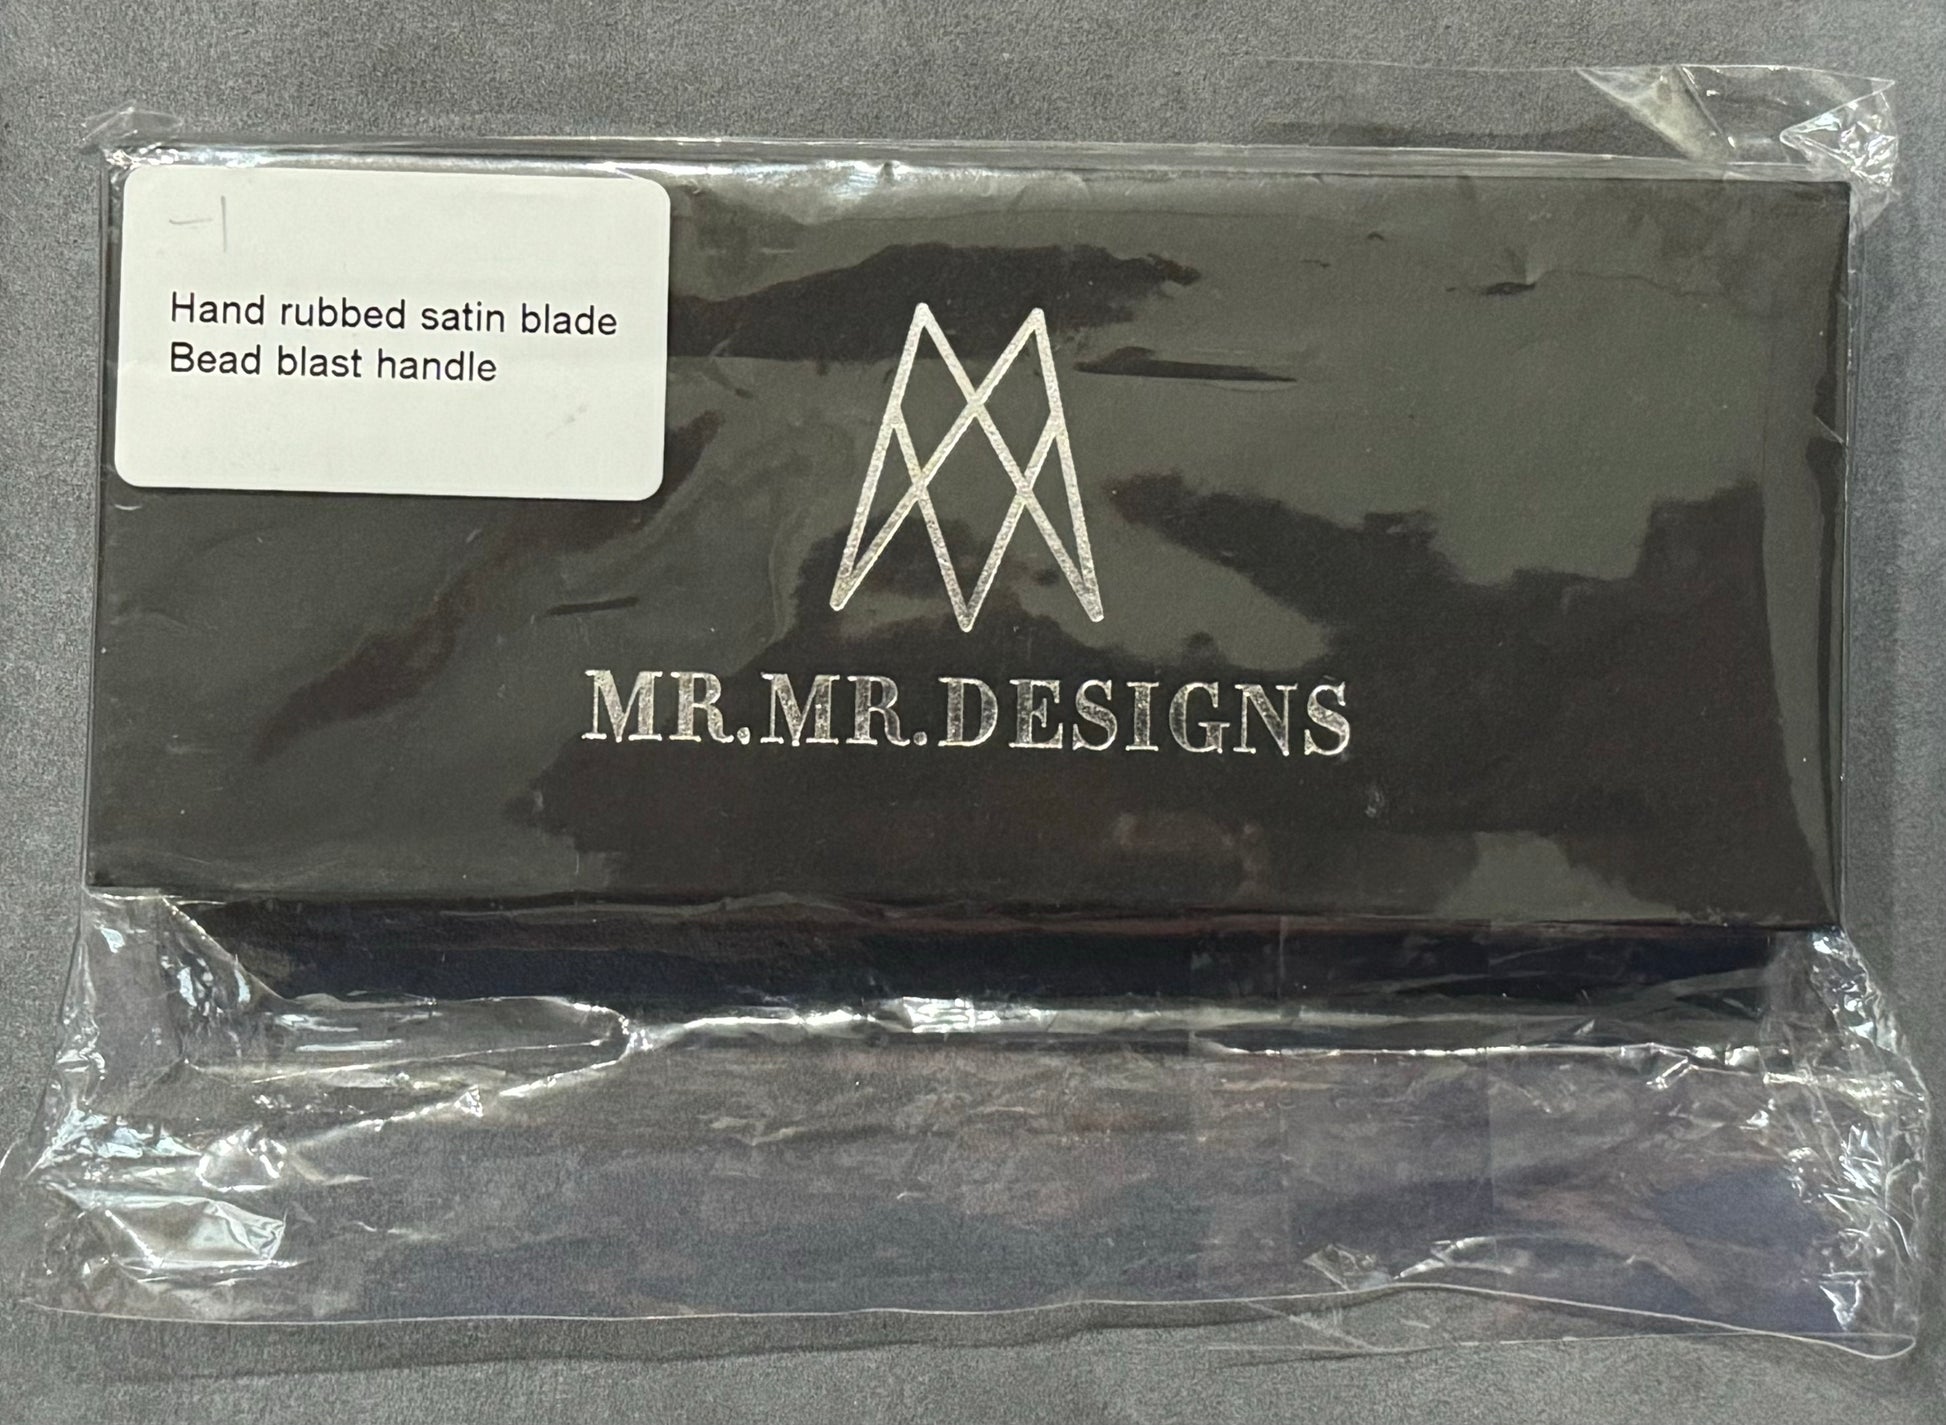 Hand rubbed satin blade
Bead blast handle
MR.MR.DESIGNS